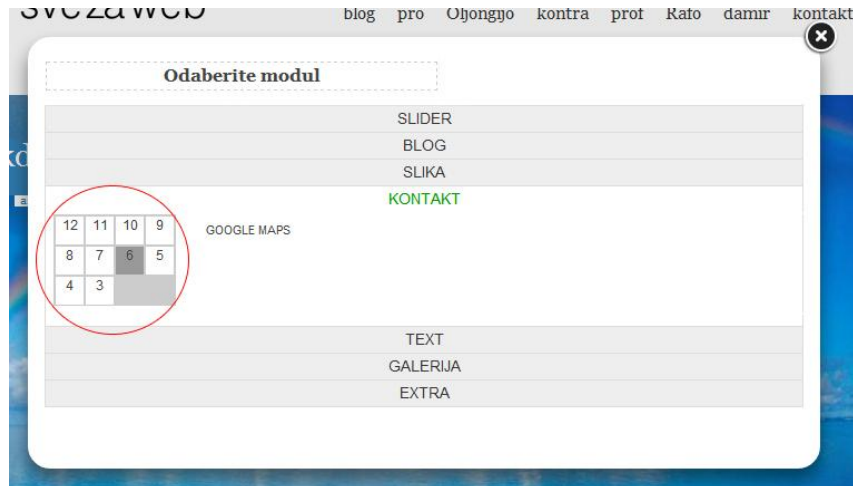 svezaweb
blog pro Oljongijo kontra prof Rafo damir kontakt
Odaberite modul
SLIDER
BLOG
SLIKA
KONTAKT
12 11 10 9
GOOGLE MAPS
8 7 6 5
4 3
TEXT
GALERIJA
EXTRA